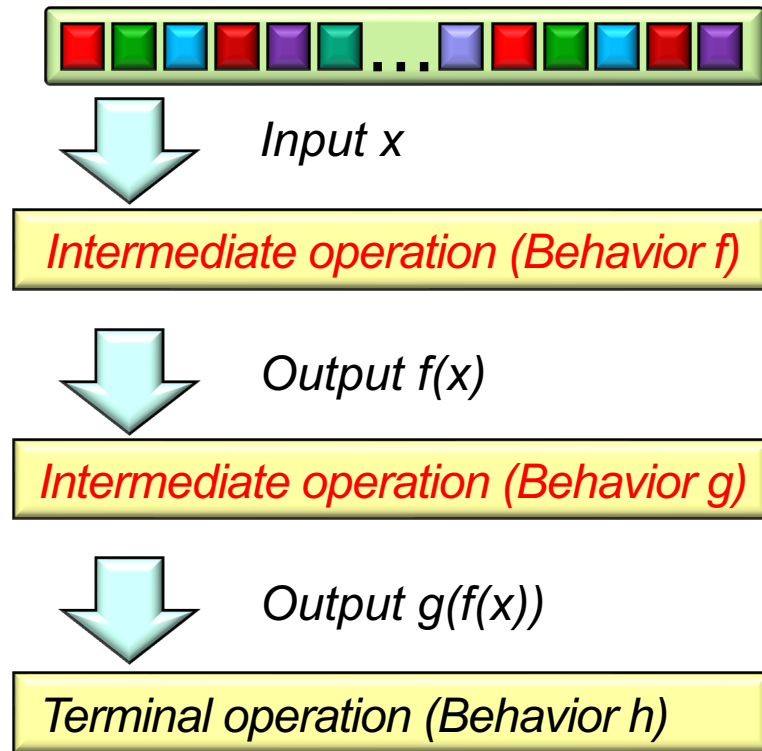 ...
Input x
Intermediate operation (Behavior f)
Output f(x)
Intermediate operation (Behavior g)
Output g(f(x))
Terminal operation (Behavior h)